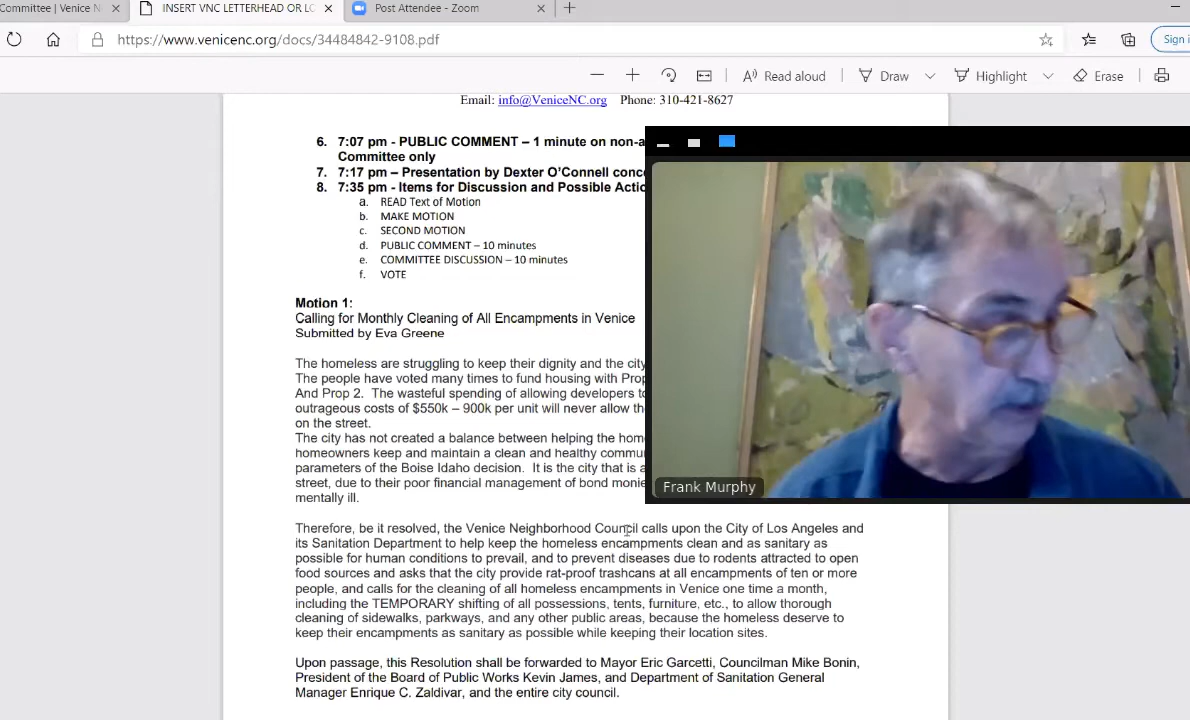 Committee | Venice N
INSERT VNC LETTERHEAD OR LO
Post Attendee - Zoom
https://www.venicenc.org/docs/34484842-9108.pdf
Sign i
Read aloud
Draw
Highlight
Erase
Email: info@VeniceNC.org Phone: 310-421-8627
6. 7:07 pm - PUBLIC COMMENT – 1 minute on non-a
Committee only
7. 7:17 pm – Presentation by Dexter O'Connell conc
8. 7:35 pm - Items for Discussion and Possible Actio
a. READ Text of Motion
b. MAKE MOTION
c. SECOND MOTION
d. PUBLIC COMMENT – 10 minutes
e. COMMITTEE DISCUSSION – 10 minutes
f. VOTE
Motion 1:
Calling for Monthly Cleaning of All Encampments in Venice
Submitted by Eva Greene
The homeless are struggling to keep their dignity and the city
The people have voted many times to fund housing with Prop
And Prop 2. The wasteful spending of allowing developers to
outrageous costs of $550k – 900k per unit will never allow the
on the street.
The city has not created a balance between helping the hom
homeowners keep and maintain a clean and healthy commu
parameters of the Boise Idaho decision. It is the city that is a
street, due to their poor financial management of bond monie
mentally ill.
Therefore, be it resolved, the Venice Neighborhood Council calls upon the City of Los Angeles and
its Sanitation Department to help keep the homeless encampments clean and as sanitary as
possible for human conditions to prevail, and to prevent diseases due to rodents attracted to open
food sources and asks that the city provide rat-proof trashcans at all encampments of ten or more
people, and calls for the cleaning of all homeless encampments in Venice one time a month,
including the TEMPORARY shifting of all possessions, tents, furniture, etc., to allow thorough
cleaning of sidewalks, parkways, and any other public areas, because the homeless deserve to
keep their encampments as sanitary as possible while keeping their location sites.
Upon passage, this Resolution shall be forwarded to Mayor Eric Garcetti, Councilman Mike Bonin,
President of the Board of Public Works Kevin James, and Department of Sanitation General
Manager Enrique C. Zaldivar, and the entire city council.
Frank Murphy